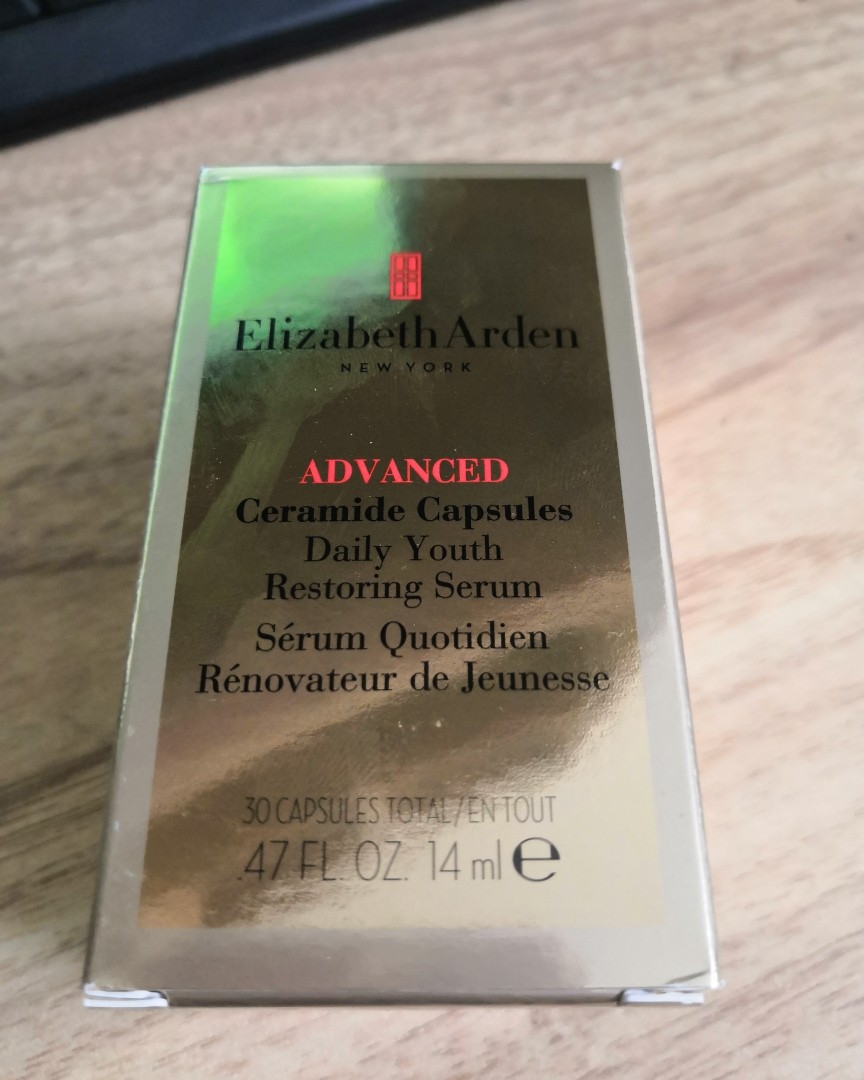 Elizabeth Arden
NEW YORK
ADVANCED
Ceramide Capsules
Daily Youth
Restoring Serum
Sérum Quotidien
Rénovateur de Jeunesse
30 CAPSULES TOTAL/EN TOUT
.47 FL. OZ. 14 ml ℮